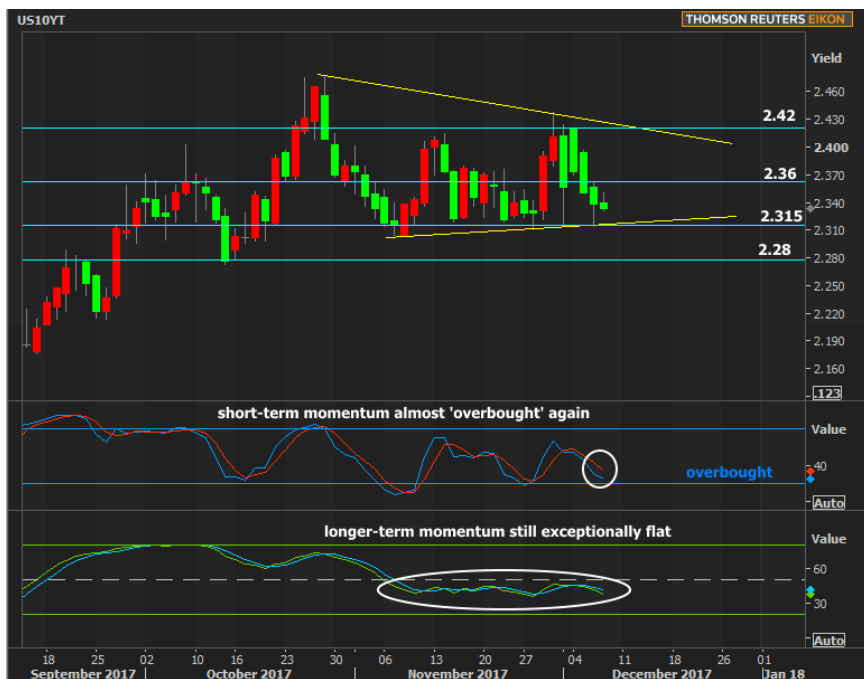 US10YT
THOMSON REUTERS EIKON
Yield
2.460
2.42
2.430
2.400
2.36
2.370
2.340
2.315
2.310
2.28
2.280
2.250
2.220
2.190
2.160
.123
short-term momentum almost 'overbought' again
Value
overbought
40
Auto
longer-term momentum still exceptionally flat
Value
60
30
Auto
18 25 02 10 16 23 30 06 13 20 27 04 11 18 26 01
September 2017 October 2017 November 2017 December 2017 Jan 18